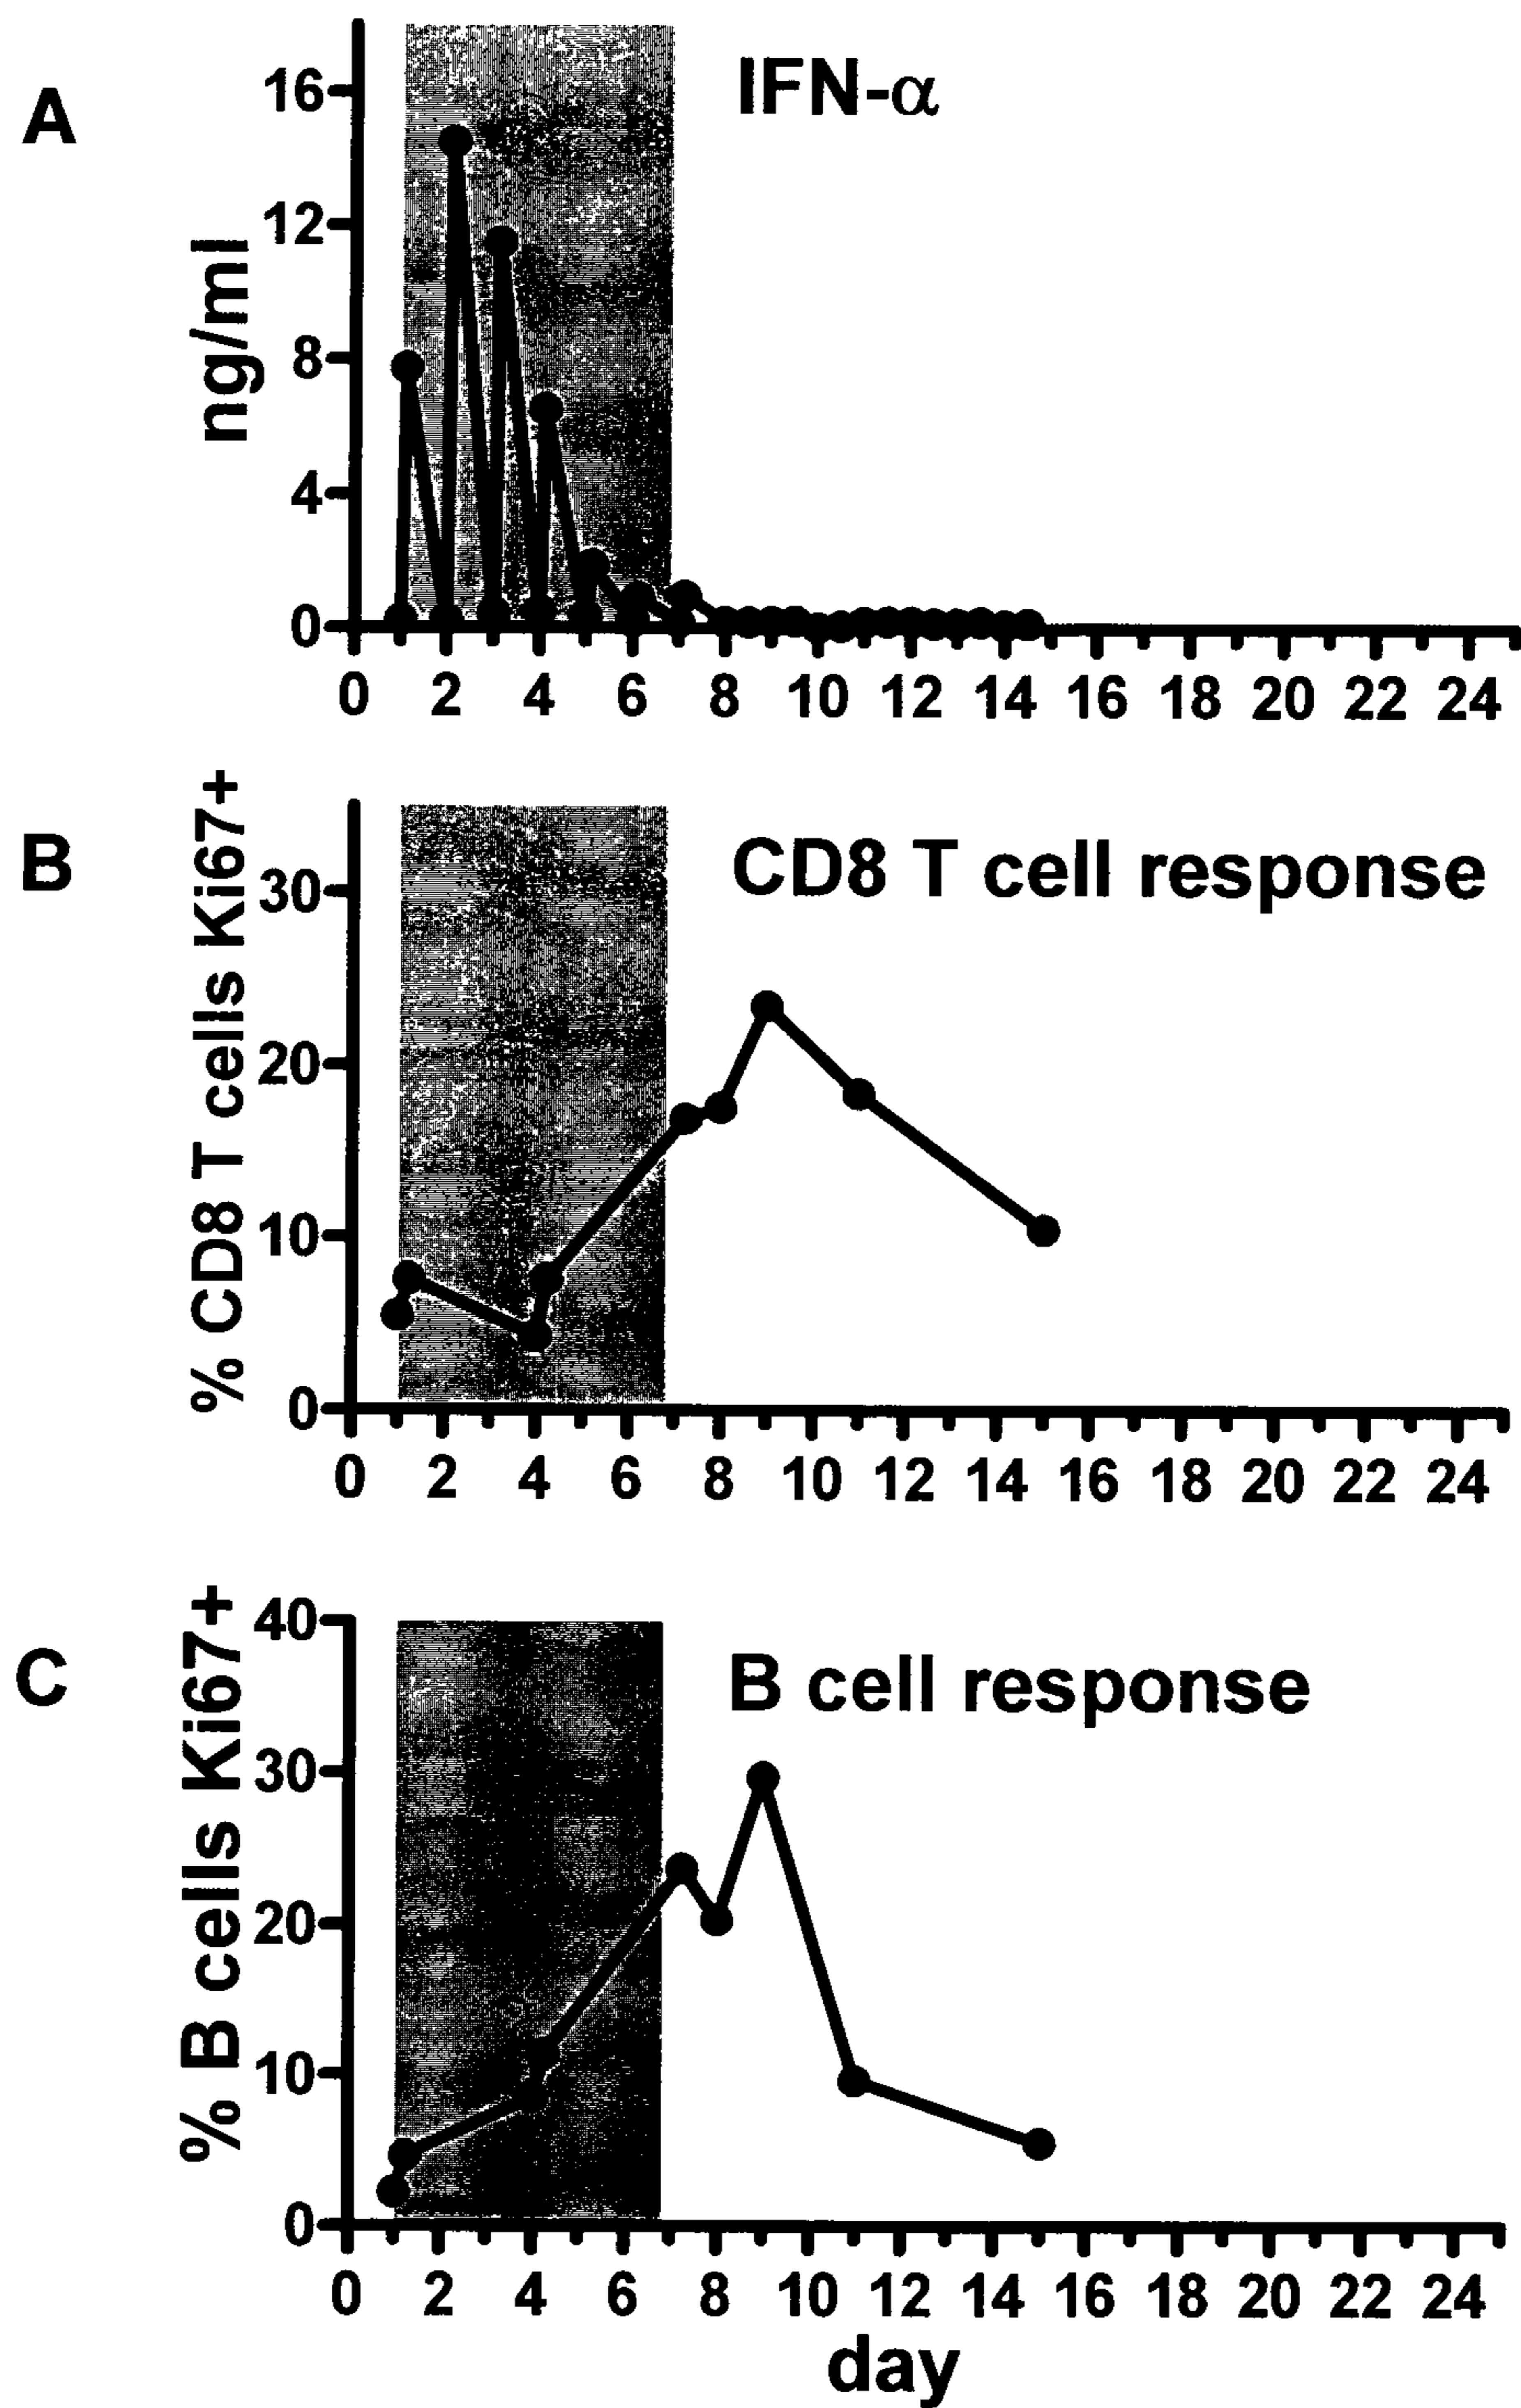 A
IFN-α
ng/ml
16
12
8
4
0
0 2 4 6 8 10 12 14 16 18 20 22 24
B
CD8 T cell response
% CD8 T cells Ki67+
30
20
10
0
0 2 4 6 8 10 12 14 16 18 20 22 24
C
B cell response
% B cells Ki67+
40
30
20
10
0
0 2 4 6 8 10 12 14 16 18 20 22 24
day